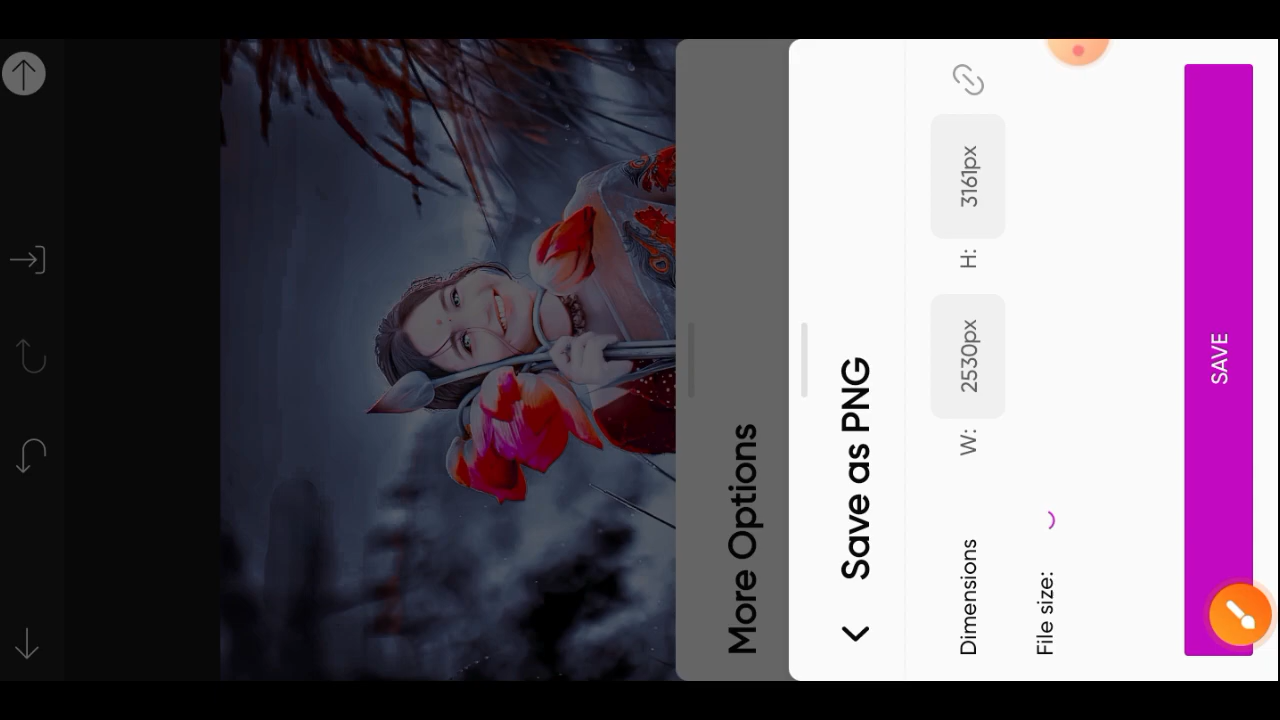 More Options
Save as PNG
Dimensions W: 2530px H: 3161px
File size:
SAVE